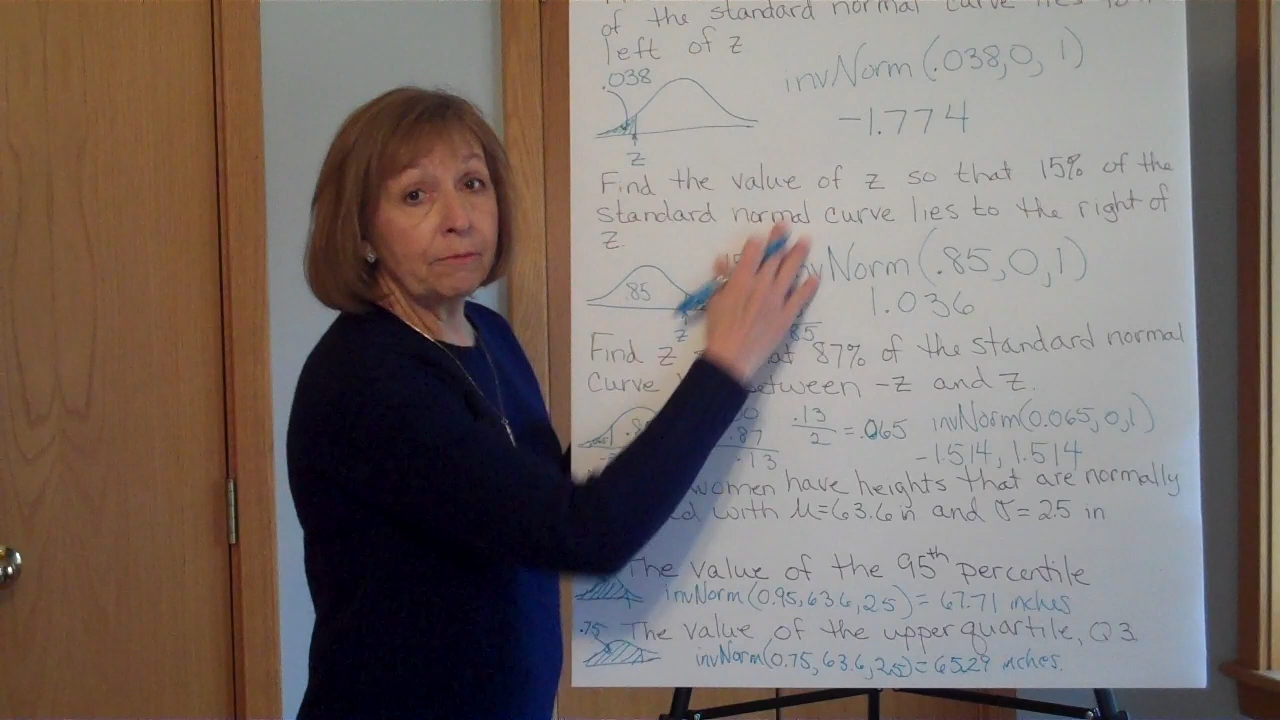 of the standard normal curve lies to
left of z
.038
invNorm(.038,0,1)
-1.774
z
Find the value of z so that 15% of the
standard normal curve lies to the right of
z.
.85
invNorm(.85,0,1)
1.036
z
85
Find z at 87% of the standard normal
curve between -z and z.
.87
.13
.13/2 = .065
invNorm(0.065,0,1)
-1.514, 1.514
women have heights that are normally
with μ=63.6in and σ=2.5 in
The value of the 95th percentile
invNorm(0.95,63.6,2.5)=67.71 inches
.75 The value of the upper quartile, Q3
invNorm(0.75,63.6,2.5)=65.29 inches.